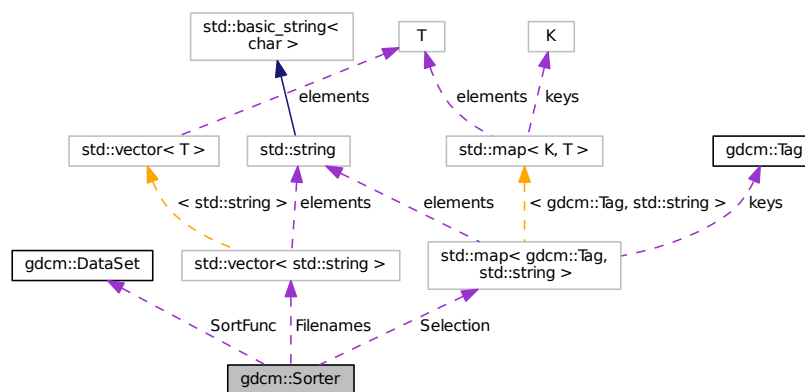 std::basic_string<
char >
T
K
elements
elements
keys
std::vector< T >
std::string
std::map< K, T >
gdcm::Tag
< std::string >
elements
elements
< gdcm::Tag, std::string >
keys
gdcm::DataSet
std::vector< std::string >
std::map< gdcm::Tag,
std::string >
SortFunc
Filenames
Selection
gdcm::Sorter